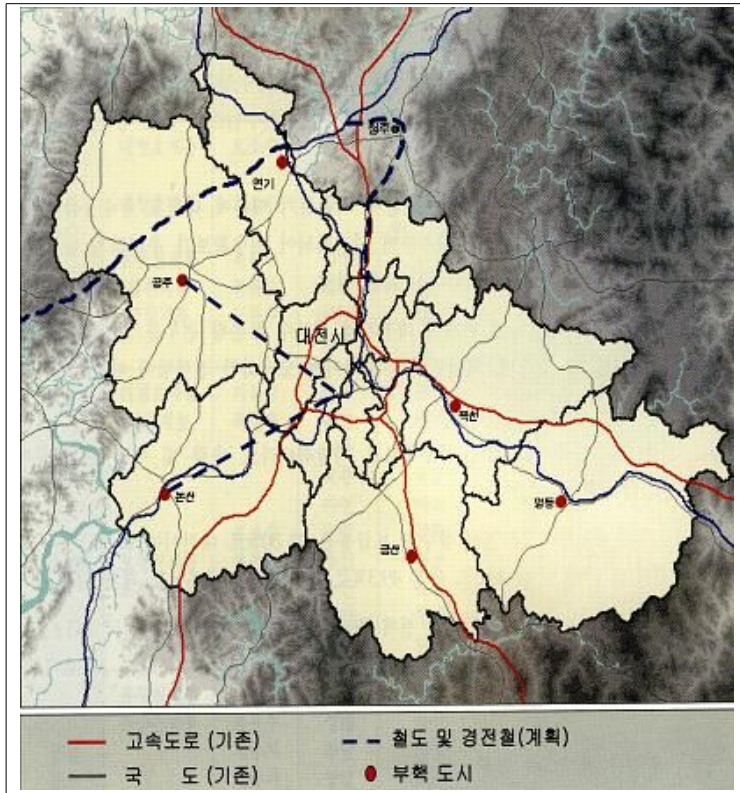 청주
연기
공주
대전시
옥천
논산
영동
금산
고속도로 (기존)
철도 및 경전철(계획)
국 도 (기존)
부핵 도시